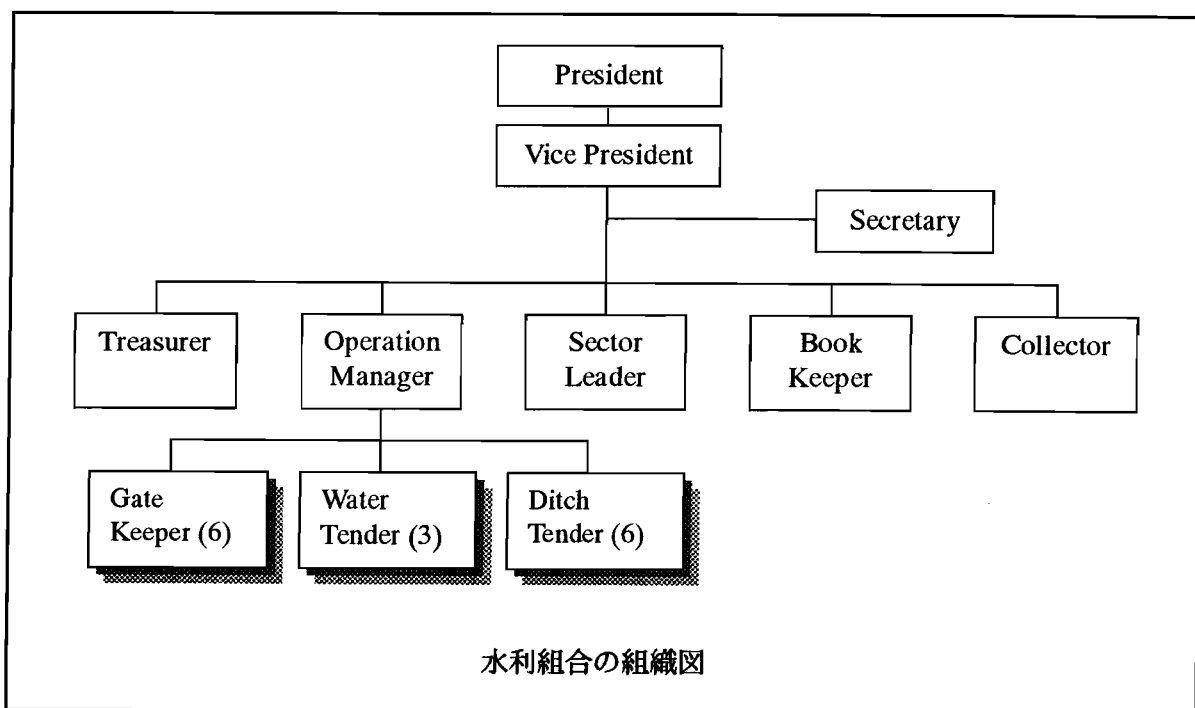 President
Vice President
Secretary
Treasurer
Operation
Manager
Sector
Leader
Book
Keeper
Collector
Gate
Keeper (6)
Water
Tender (3)
Ditch
Tender (6)
水利組合の組織図